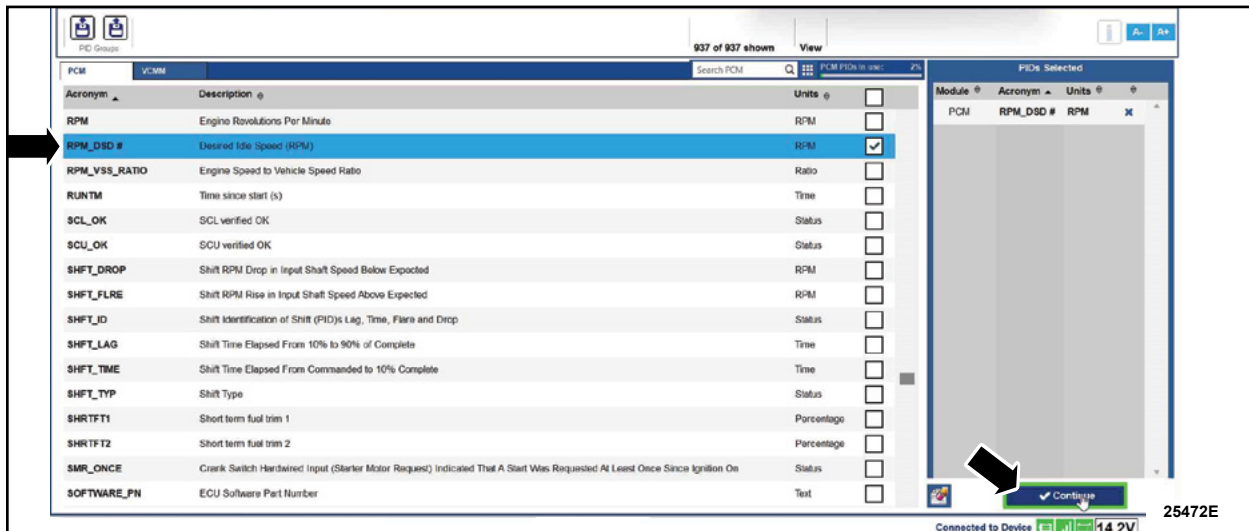 PID Groups
937 of 937 shown View
A- A+
PCM VCMM Search PCM PCM PIDs in use: 2% PIDs Selected
Acronym Description Units
Module Acronym Units
RPM Engine Revolutions Per Minute RPM
PCM RPM_DSD # RPM
RPM_DSD # Desired Idle Speed (RPM) RPM
RPM_VSS_RATIO Engine Speed to Vehicle Speed Ratio Ratio
RUNTM Time since start (s) Time
SCL_OK SCL verified OK Status
SCU_OK SCU verified OK Status
SHFT_DROP Shift RPM Drop in Input Shaft Speed Below Expected RPM
SHFT_FLRE Shift RPM Rise in Input Shaft Speed Above Expected RPM
SHFT_ID Shift Identification of Shift (PID)s Lag, Time, Flare and Drop Status
SHFT_LAG Shift Time Elapsed From 10% to 90% of Complete Time
SHFT_TIME Shift Time Elapsed From Commanded to 10% Complete Time
SHFT_TYP Shift Type Status
SHRTFT1 Short term fuel trim 1 Percentage
SHRTFT2 Short term fuel trim 2 Percentage
SMR_ONCE Crank Switch Hardwired Input (Starter Motor Request) Indicated That A Start Was Requested At Least Once Since Ignition On Status
SOFTWARE_PN ECU Software Part Number Text
Continue
25472E
Connected to Device 14.2V